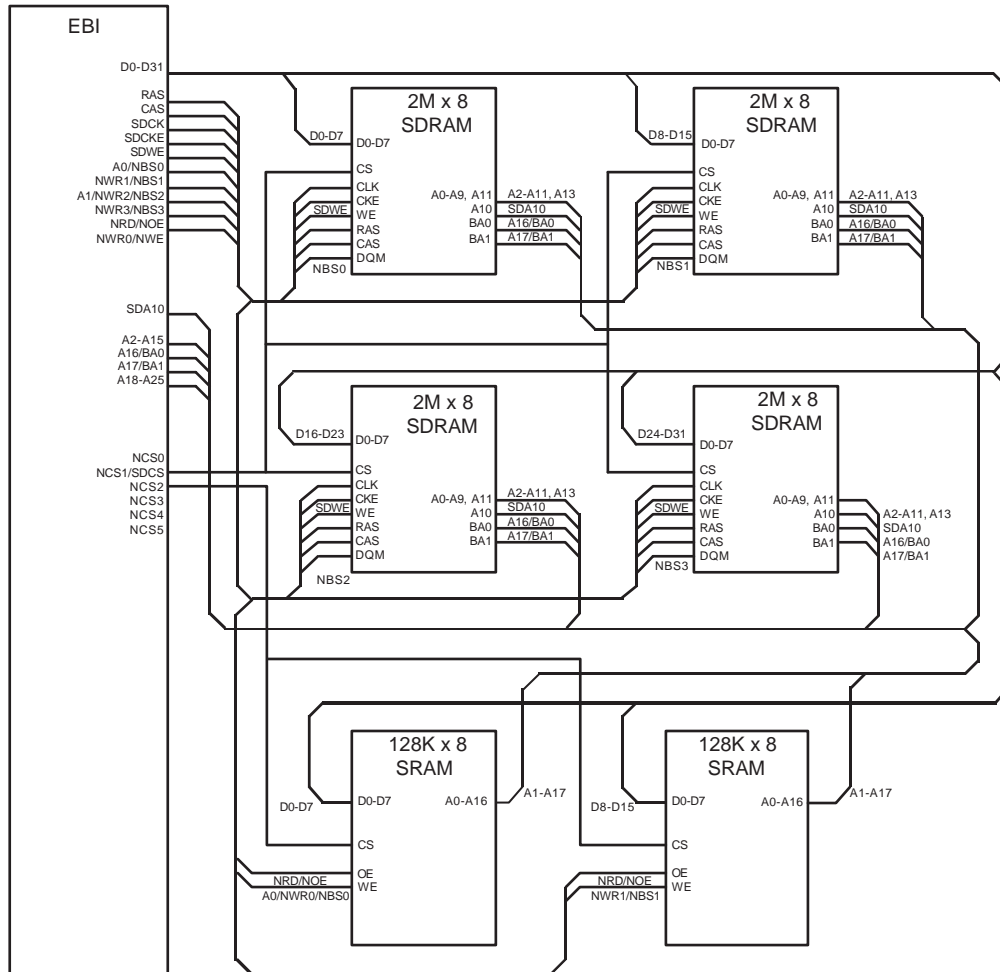 EBI
D0-D31
RAS
CAS
SDCK
SDCKE
SDWE
A0/NBS0
NWR1/NBS1
A1/NWR2/NBS2
NWR3/NBS3
NRD/NOE
NWR0/NWE
SDA10
A2-A15
A16/BA0
A17/BA1
A18-A25
NCS0
NCS1/SDCS
NCS2
NCS3
NCS4
NCS5
2M x 8
SDRAM
D0-D7
D0-D7
CS
CLK
CKE
SDWE
WE
RAS
CAS
DQM
NBS0
A0-A9, A11
A10
BA0
BA1
A2-A11, A13
SDA10
A16/BA0
A17/BA1
2M x 8
SDRAM
D8-D15
D0-D7
CS
CLK
CKE
SDWE
WE
RAS
CAS
DQM
NBS1
A0-A9, A11
A10
BA0
BA1
A2-A11, A13
SDA10
A16/BA0
A17/BA1
2M x 8
SDRAM
D16-D23
D0-D7
CS
CLK
CKE
SDWE
WE
RAS
CAS
DQM
NBS2
A0-A9, A11
A10
BA0
BA1
A2-A11, A13
SDA10
A16/BA0
A17/BA1
2M x 8
SDRAM
D24-D31
D0-D7
CS
CLK
CKE
SDWE
WE
RAS
CAS
DQM
NBS3
A0-A9, A11
A10
BA0
BA1
A2-A11, A13
SDA10
A16/BA0
A17/BA1
128K x 8
SRAM
D0-D7
D0-D7
A0-A16
A1-A17
CS
OE
NRD/NOE
WE
A0/NWR0/NBS0
128K x 8
SRAM
D8-D15
D0-D7
A0-A16
A1-A17
CS
OE
NRD/NOE
WE
NWR1/NBS1